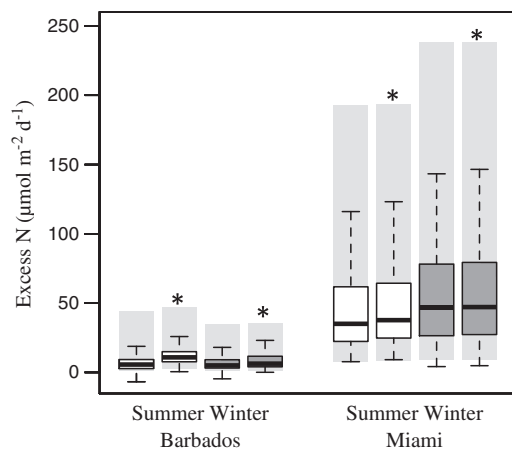 250
200
150
100
50
0
Excess N (µmol m⁻² d⁻¹)
* * * *
Summer Winter Summer Winter
Barbados Miami